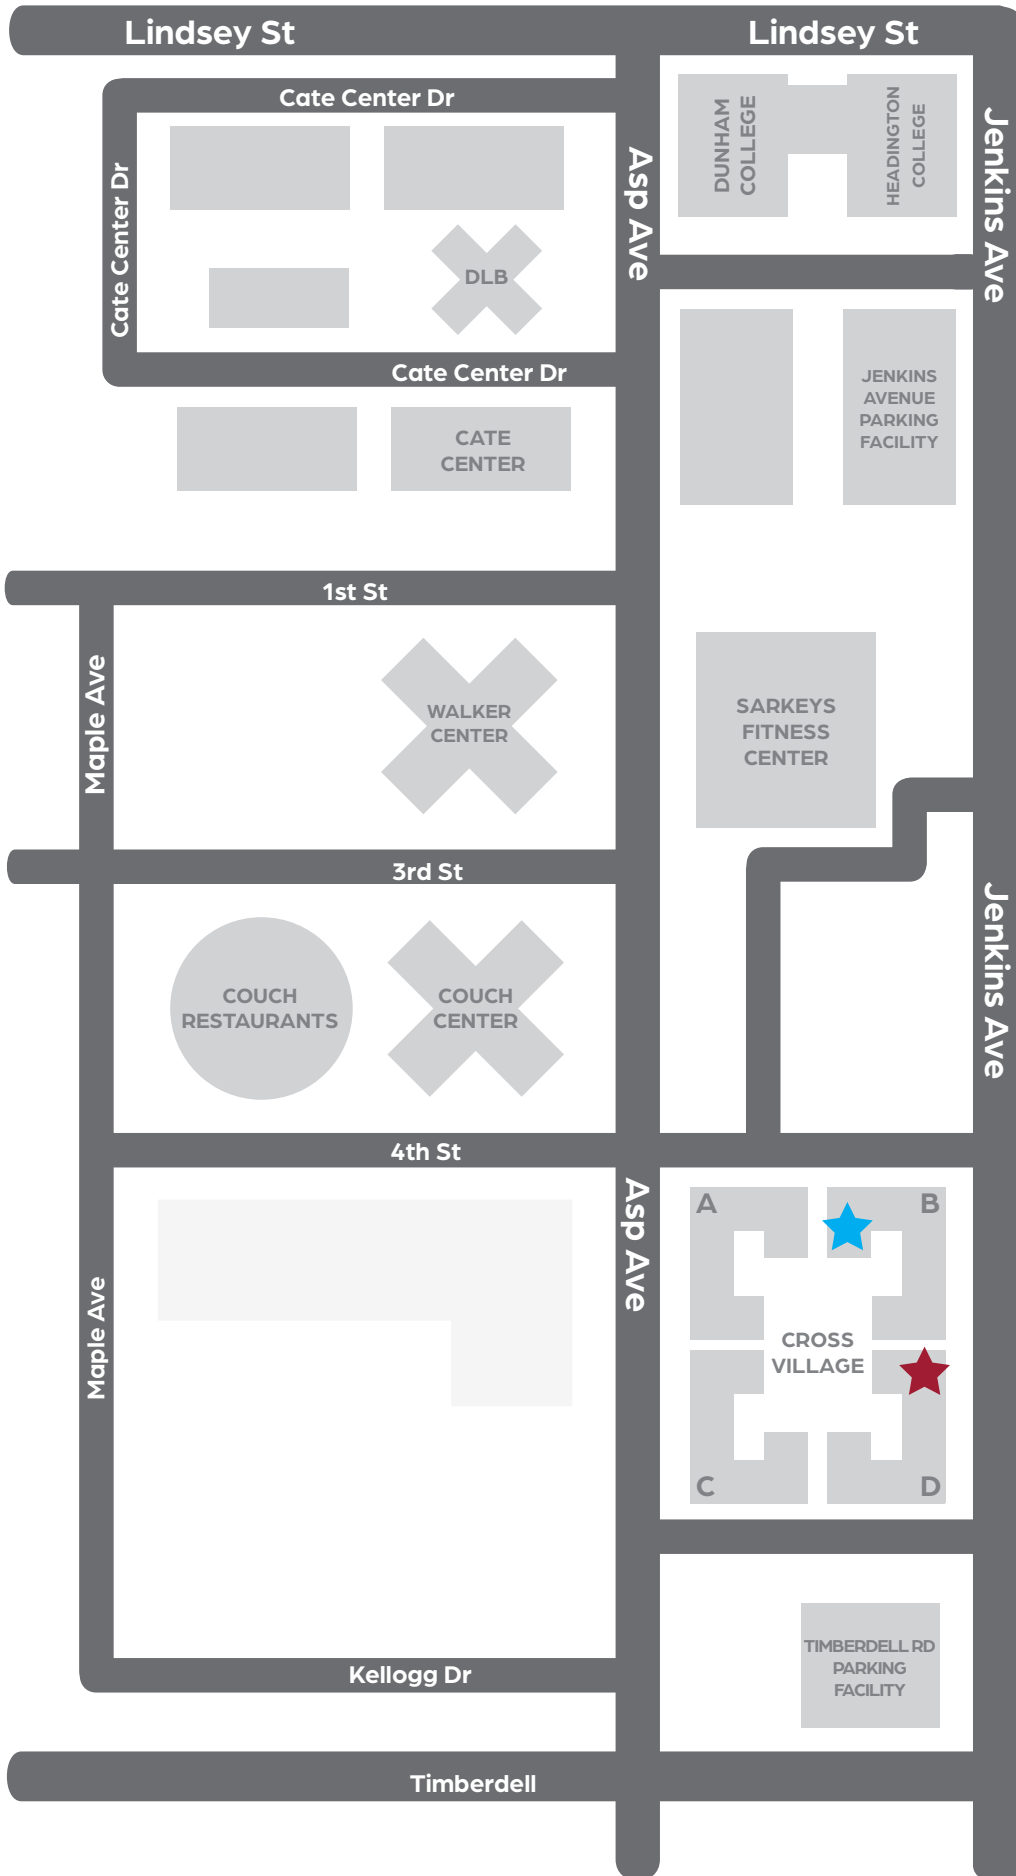 Lindsey St
Lindsey St
Cate Center Dr
DUNHAM
COLLEGE
HEADINGTON
COLLEGE
Jenkins Ave
Asp Ave
Cate Center Dr
DLB
Cate Center Dr
JENKINS
AVENUE
PARKING
FACILITY
CATE
CENTER
1st St
Maple Ave
WALKER
CENTER
SARKEYS
FITNESS
CENTER
3rd St
Jenkins Ave
COUCH
RESTAURANTS
COUCH
CENTER
4th St
Asp Ave
A
B
Maple Ave
CROSS
VILLAGE
C
D
TIMBERDELL RD
PARKING
FACILITY
Kellogg Dr
Timberdell